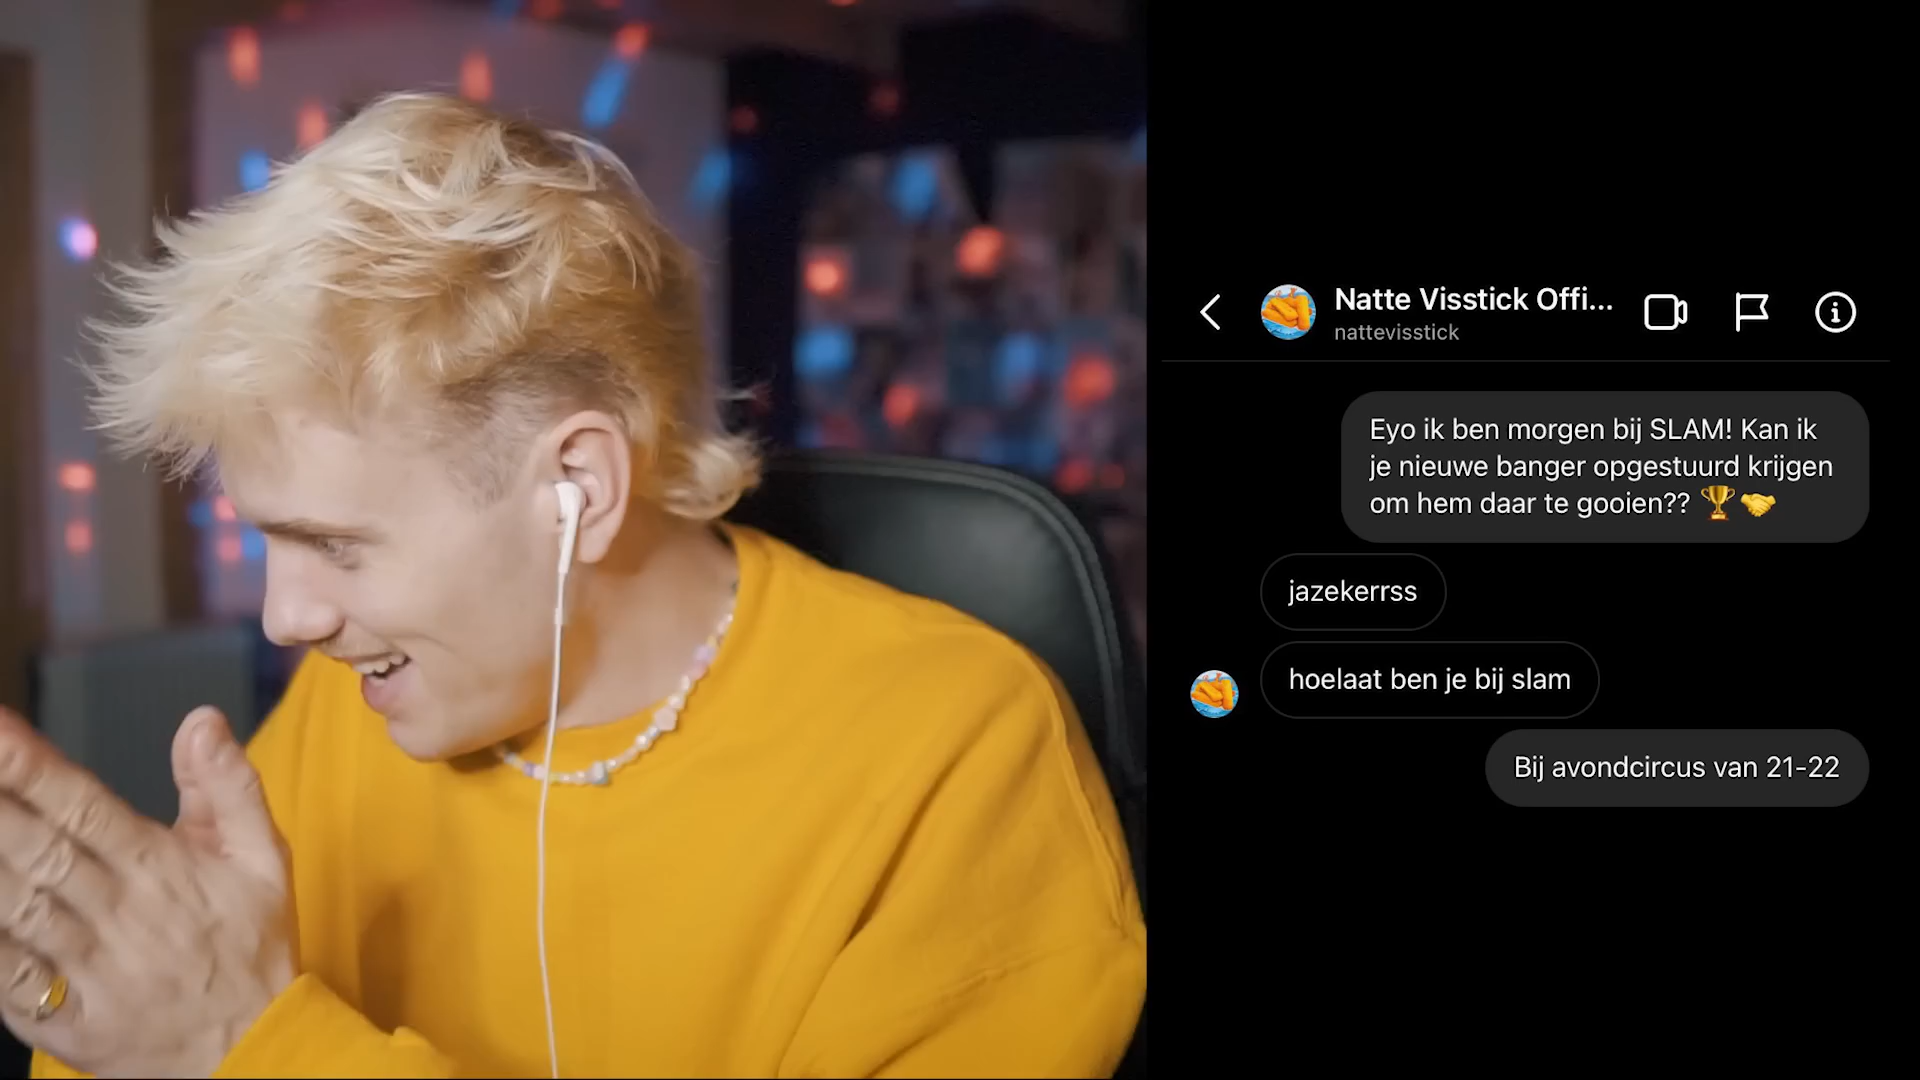 Natte Visstick Offi...
nattevisstick
Eyo ik ben morgen bij SLAM! Kan ik
je nieuwe banger opgestuurd krijgen
om hem daar te gooien?? 🏆🤝
jazekerrss
hoelaat ben je bij slam
Bij avondcircus van 21-22